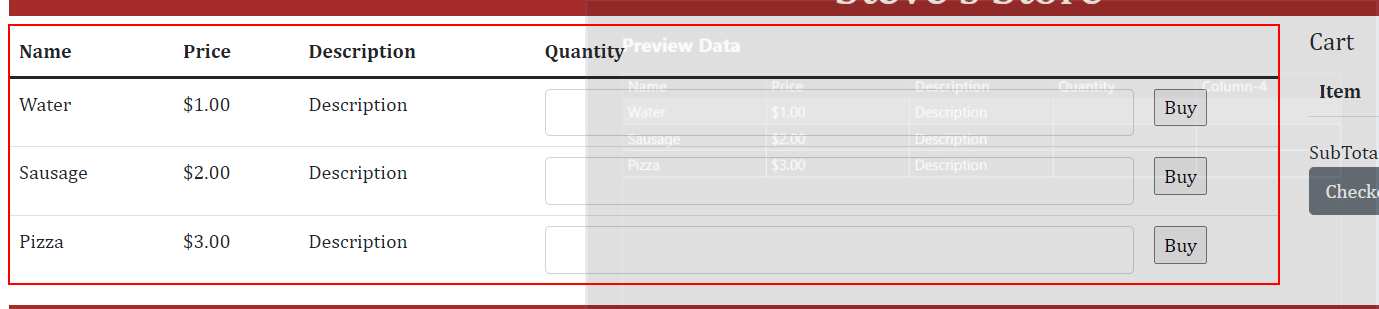 Steve's Store
Name Price Description Quantity
Water $1.00 Description Buy
Sausage $2.00 Description Buy
Pizza $3.00 Description Buy
Preview Data
Name Price Description Quantity Column-4
Water $1.00 Description
Sausage $2.00 Description
Pizza $3.00 Description
Cart
Item
SubTota
Checko